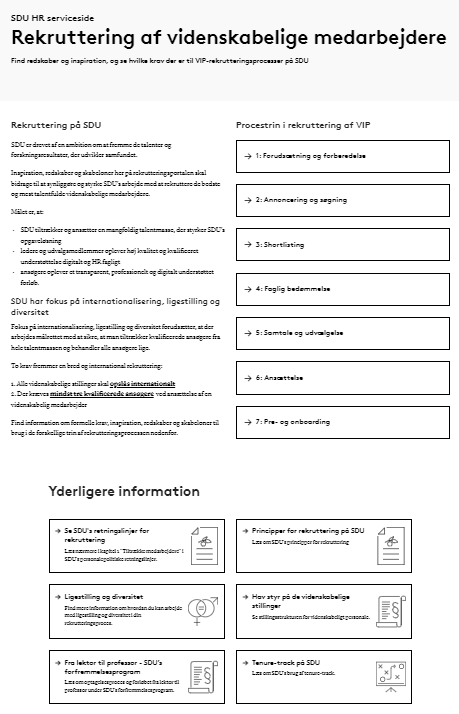 SDU HR serviceside
Rekruttering af videnskabelige medarbejdere
Find redskaber og inspiration, og se hvilke krav der er til VIP-rekrutteringsprocesser på SDU
Rekruttering på SDU
SDU er drevet af en ambition om at fremme de talenter og
forskningsresultater, der udvikler samfundet.
Inspiration, redskaber og skabeloner her på rekrutteringsportalen skal
bidrage til at synliggøre og styrke SDU's arbejde med at rekruttere de bedste
og mest talentfulde videnskabelige medarbejdere.
Målet er, at:
· SDU tiltrækker og ansætter en mangfoldig talentmasse, der styrker SDU's
opgaveløsning
· ledere og udvalgsmedlemmer oplever høj kvalitet og kvalificeret
understøttelse digitalt og HR fagligt
· ansøgere oplever et transparent, professionelt og digitalt understøttet
forløb.
SDU har fokus på internationalisering, ligestilling og
diversitet
Fokus på internationalisering, ligestilling og diversitet forudsætter, at der
arbejdes målrettet med at sikre, at man tiltrækker kvalificerede ansøgere fra
hele talentmassen og behandler alle ansøgere lige.
To krav fremmer en bred og international rekruttering:
1. Alle videnskabelige stillinger skal opslås internationalt
2. Der kræves mindst tre kvalificerede ansøgere ved ansættelse af en
videnskabelig medarbejder
Find information om formelle krav, inspiration, redskaber og skabeloner til
brug i de forskellige trin af rekrutteringsprocessen nedenfor.
Procestrin i rekruttering af VIP
→ 1: Forudsætning og forberedelse
→ 2: Annoncering og søgning
→ 3: Shortlisting
→ 4: Faglig bedømmelse
→ 5: Samtale og udvælgelse
→ 6: Ansættelse
→ 7: Pre- og onboarding
Yderligere information
→ Se SDU's retningslinjer for
rekruttering
Læs nærmere i kapitel 1 "Tiltrække medarbejdere" i
SDU's personalepolitiske retningslinjer.
→ Principper for rekruttering på SDU
Læs om SDU's principper for rekruttering
→ Ligestilling og diversitet
Find mere information om hvordan du kan arbejde
med ligestilling og diversitet i din
rekrutteringsproces.
→ Hav styr på de videnskabelige
stillinger
Se stillingsstrukturen for videnskabeligt personale.
→ Fra lektor til professor - SDU's
forfremmelsesprogram
Læs om optagelsesproces og forløbet fra lektor til
professor under SDU's forfremmelsesprogram.
→ Tenure-track på SDU
Læs om SDU's brug af tenure-track.